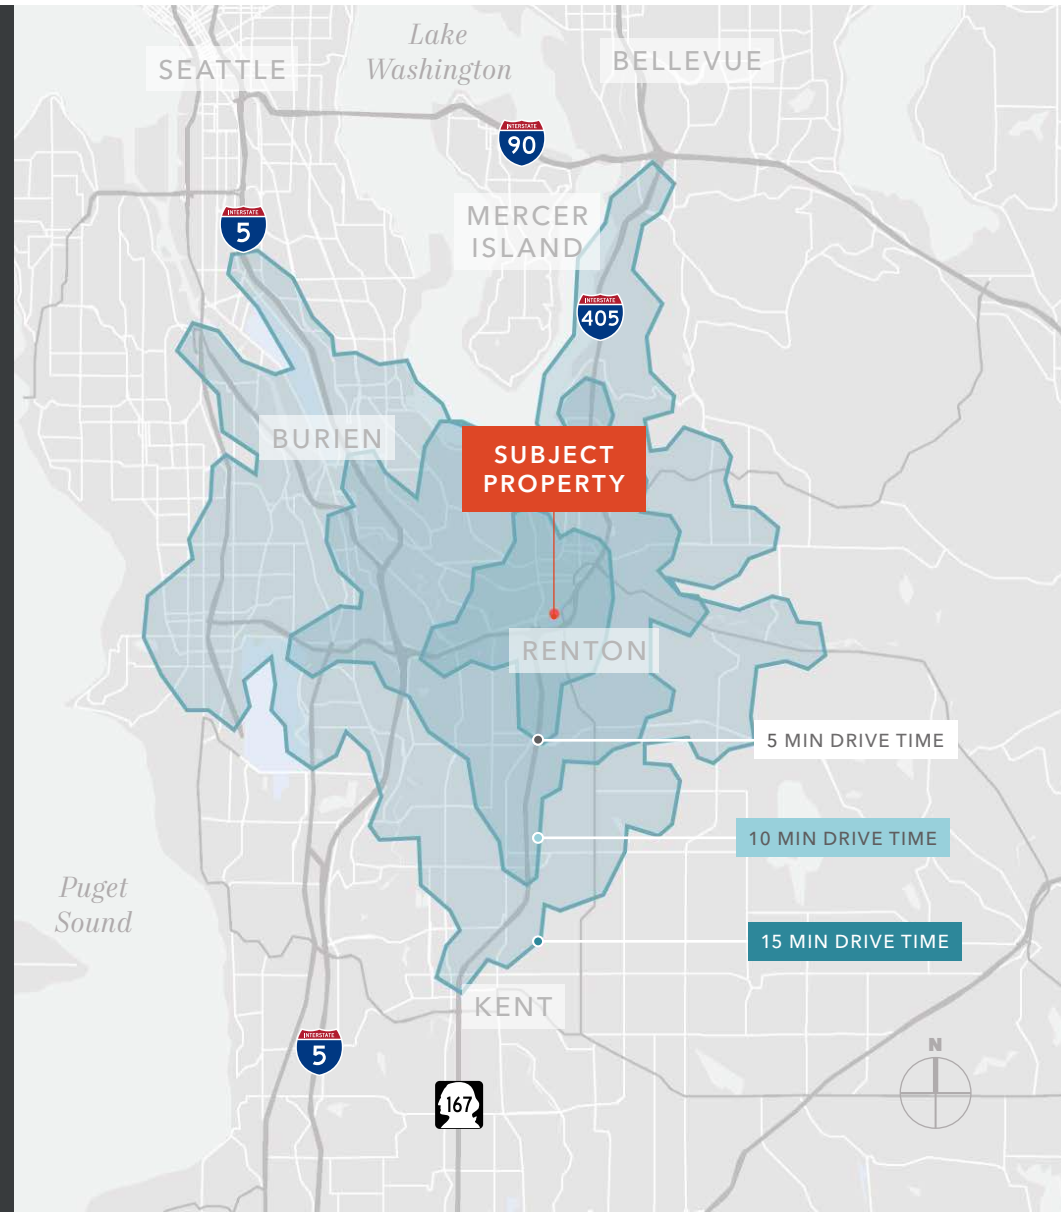 Lake
Washington
SEATTLE
BELLEVUE
INTERSTATE
90
MERCER
ISLAND
INTERSTATE
5
INTERSTATE
405
BURIEN
SUBJECT
PROPERTY
RENTON
5 MIN DRIVE TIME
10 MIN DRIVE TIME
Puget
Sound
15 MIN DRIVE TIME
KENT
INTERSTATE
5
N
167